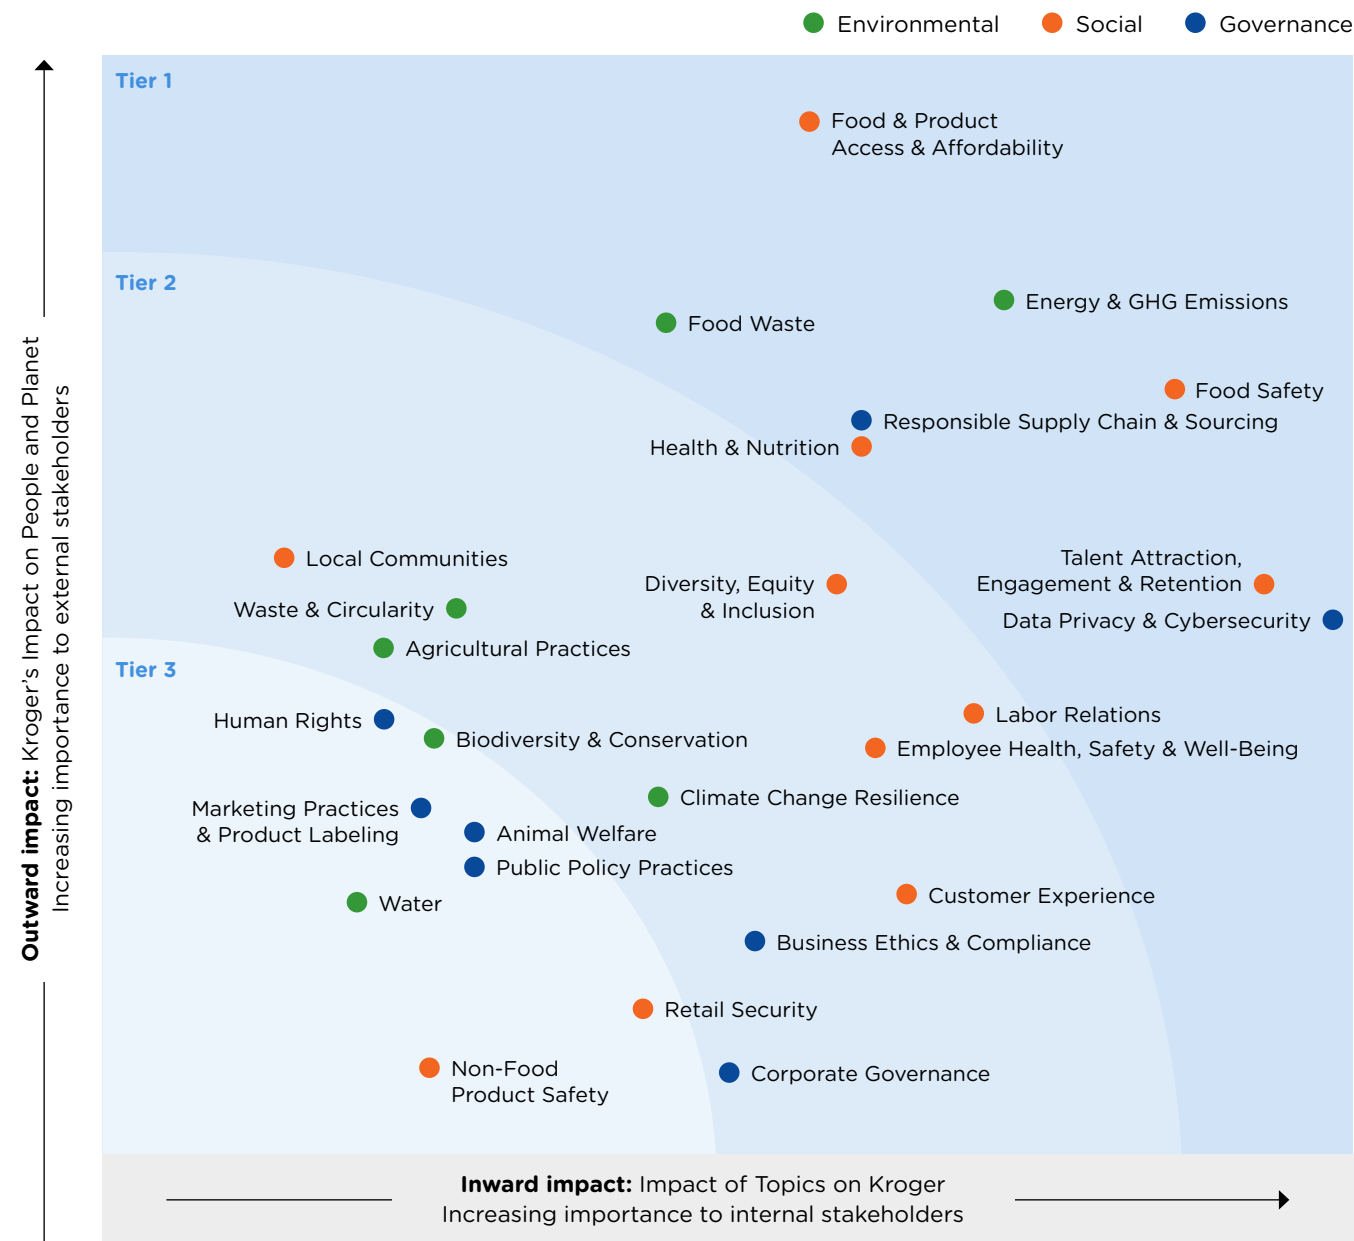 Environmental
Social
Governance
Tier 1
Food & Product
Access & Affordability
Tier 2
Energy & GHG Emissions
Food Waste
Food Safety
Responsible Supply Chain & Sourcing
Health & Nutrition
Local Communities
Talent Attraction,
Engagement & Retention
Diversity, Equity
& Inclusion
Waste & Circularity
Data Privacy & Cybersecurity
Agricultural Practices
Tier 3
Human Rights
Labor Relations
Biodiversity & Conservation
Employee Health, Safety & Well-Being
Climate Change Resilience
Marketing Practices
& Product Labeling
Animal Welfare
Public Policy Practices
Water
Customer Experience
Business Ethics & Compliance
Retail Security
Non-Food
Product Safety
Corporate Governance
Outward impact: Kroger's Impact on People and Planet
Increasing importance to external stakeholders
Inward impact: Impact of Topics on Kroger
Increasing importance to internal stakeholders